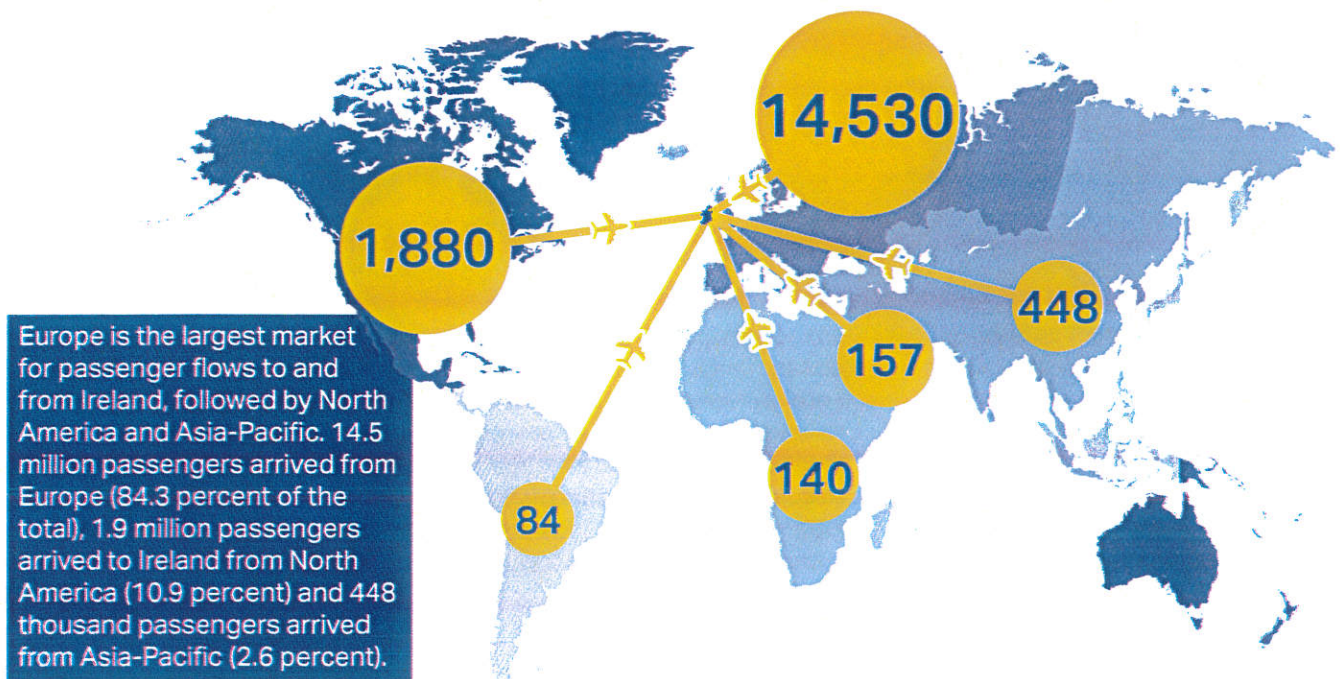 14,530
1,880
448
157
140
84
Europe is the largest market
for passenger flows to and
from Ireland, followed by North
America and Asia-Pacific. 14.5
million passengers arrived from
Europe (84.3 percent of the
total), 1.9 million passengers
arrived to Ireland from North
America (10.9 percent) and 448
thousand passengers arrived
from Asia-Pacific (2.6 percent).